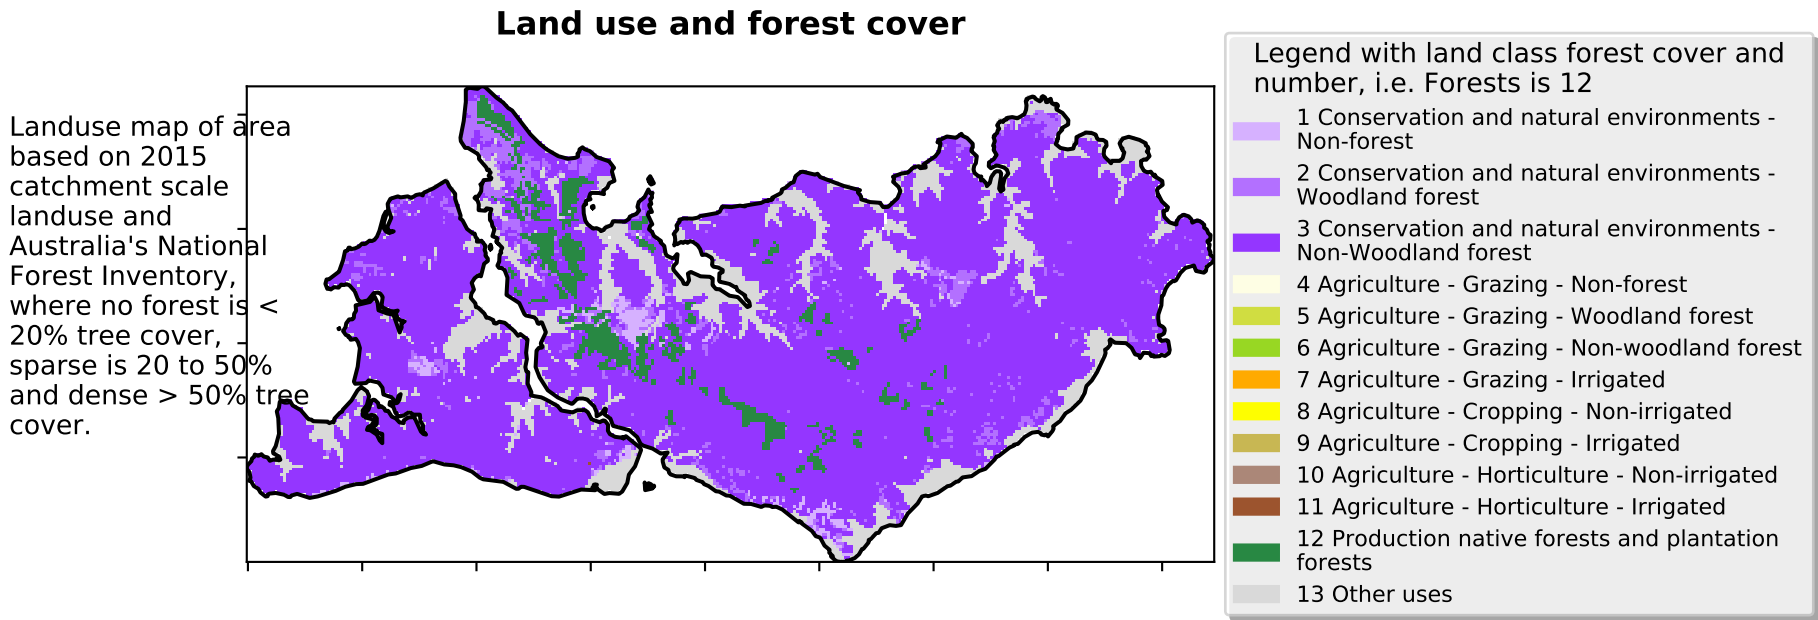 Land use and forest cover
Landuse map of area
based on 2015
catchment scale
landuse and
Australia's National
Forest Inventory,
where no forest is <
20% tree cover,
sparse is 20 to 50%
and dense > 50% tree
cover.
Legend with land class forest cover and
number, i.e. Forests is 12
1 Conservation and natural environments -
Non-forest
2 Conservation and natural environments -
Woodland forest
3 Conservation and natural environments -
Non-Woodland forest
4 Agriculture - Grazing - Non-forest
5 Agriculture - Grazing - Woodland forest
6 Agriculture - Grazing - Non-woodland forest
7 Agriculture - Grazing - Irrigated
8 Agriculture - Cropping - Non-irrigated
9 Agriculture - Cropping - Irrigated
10 Agriculture - Horticulture - Non-irrigated
11 Agriculture - Horticulture - Irrigated
12 Production native forests and plantation
forests
13 Other uses